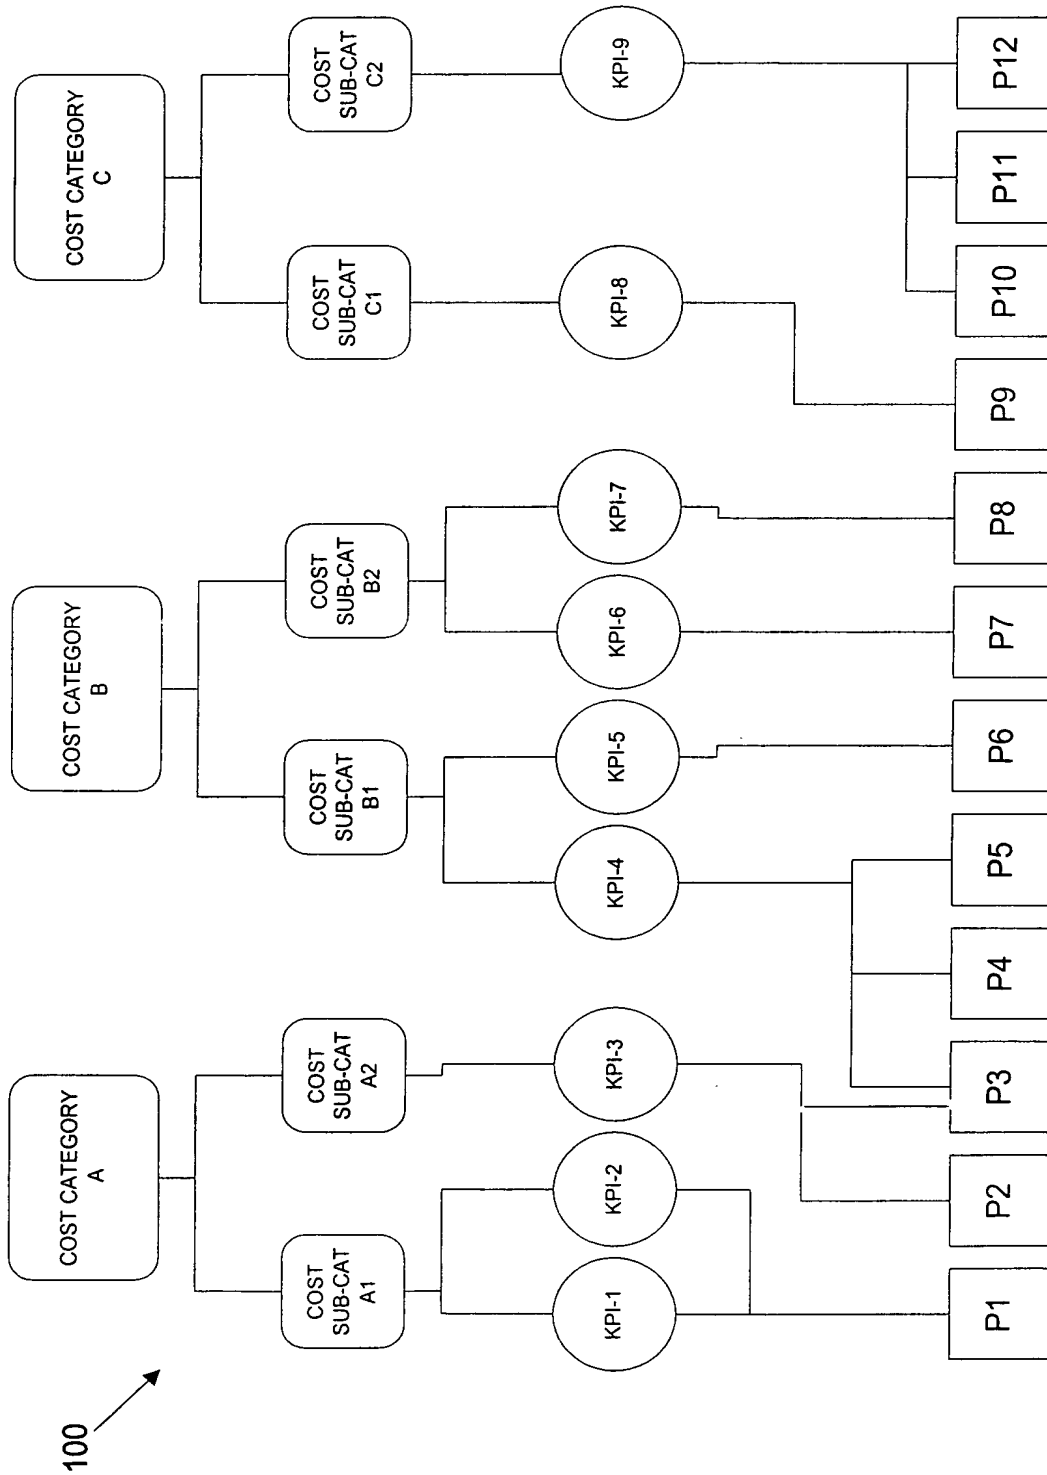 100
COST CATEGORY
A
COST CATEGORY
B
COST CATEGORY
C
COST
SUB-CAT
A1
COST
SUB-CAT
A2
COST
SUB-CAT
B1
COST
SUB-CAT
B2
COST
SUB-CAT
C1
COST
SUB-CAT
C2
KPI-1
KPI-2
KPI-3
KPI-4
KPI-5
KPI-6
KPI-7
KPI-8
KPI-9
P1
P2
P3
P4
P5
P6
P7
P8
P9
P10
P11
P12